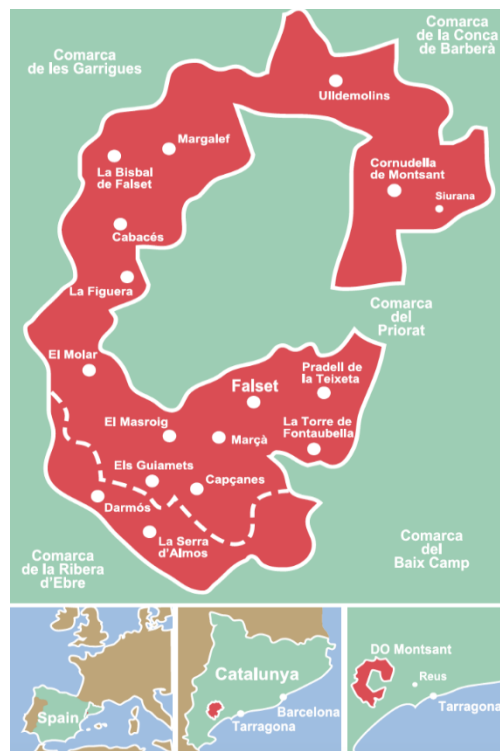 Comarca
de les Garrigues
Comarca
de la Conca
de Barberà
Ulldemolins
Margalef
La Bisbal
de Falset
Cornudella
de Montsant
Siurana
Cabacés
La Figuera
Comarca
del
Priorat
El Molar
Pradell de
la Teixeta
Falset
El Masroig
Marçà
La Torre de
Fontaubella
Els Guiamets
Capçanes
Darmós
La Serra
d'Almos
Comarca
de la Ribera
d'Ebre
Comarca
del
Baix Camp
Spain
Catalunya
Barcelona
Tarragona
DO Montsant
Reus
Tarragona